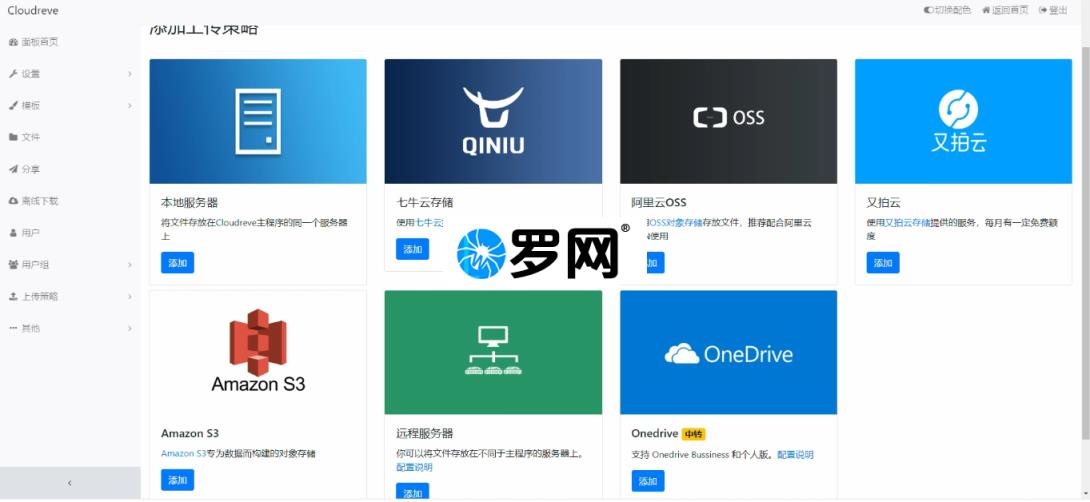 Cloudreve
切换配色 返回首页 登出
面板首页
设置
模板
文件
分享
离线下载
用户
用户组
上传策略
其他
添加上传策略
本地服务器
将文件存放在Cloudreve主程序的同一个服务器
上
添加
QINIU
七牛云存储
使用七牛云
添加
OSS
阿里云OSS
OSS对象存储存放文件，推荐配合阿里云
使用
加
又拍云
又拍云
使用又拍云存储提供的服务，每月有一定免费额
度
添加
罗网®
Amazon S3
Amazon S3
Amazon S3专为数据而构建的对象存储
添加
远程服务器
你可以将文件存放在不同于主程序的服务器上。
配置说明
添加
OneDrive
Onedrive 中转
支持 Onedrive Bussiness 和个人版。配置说明
添加